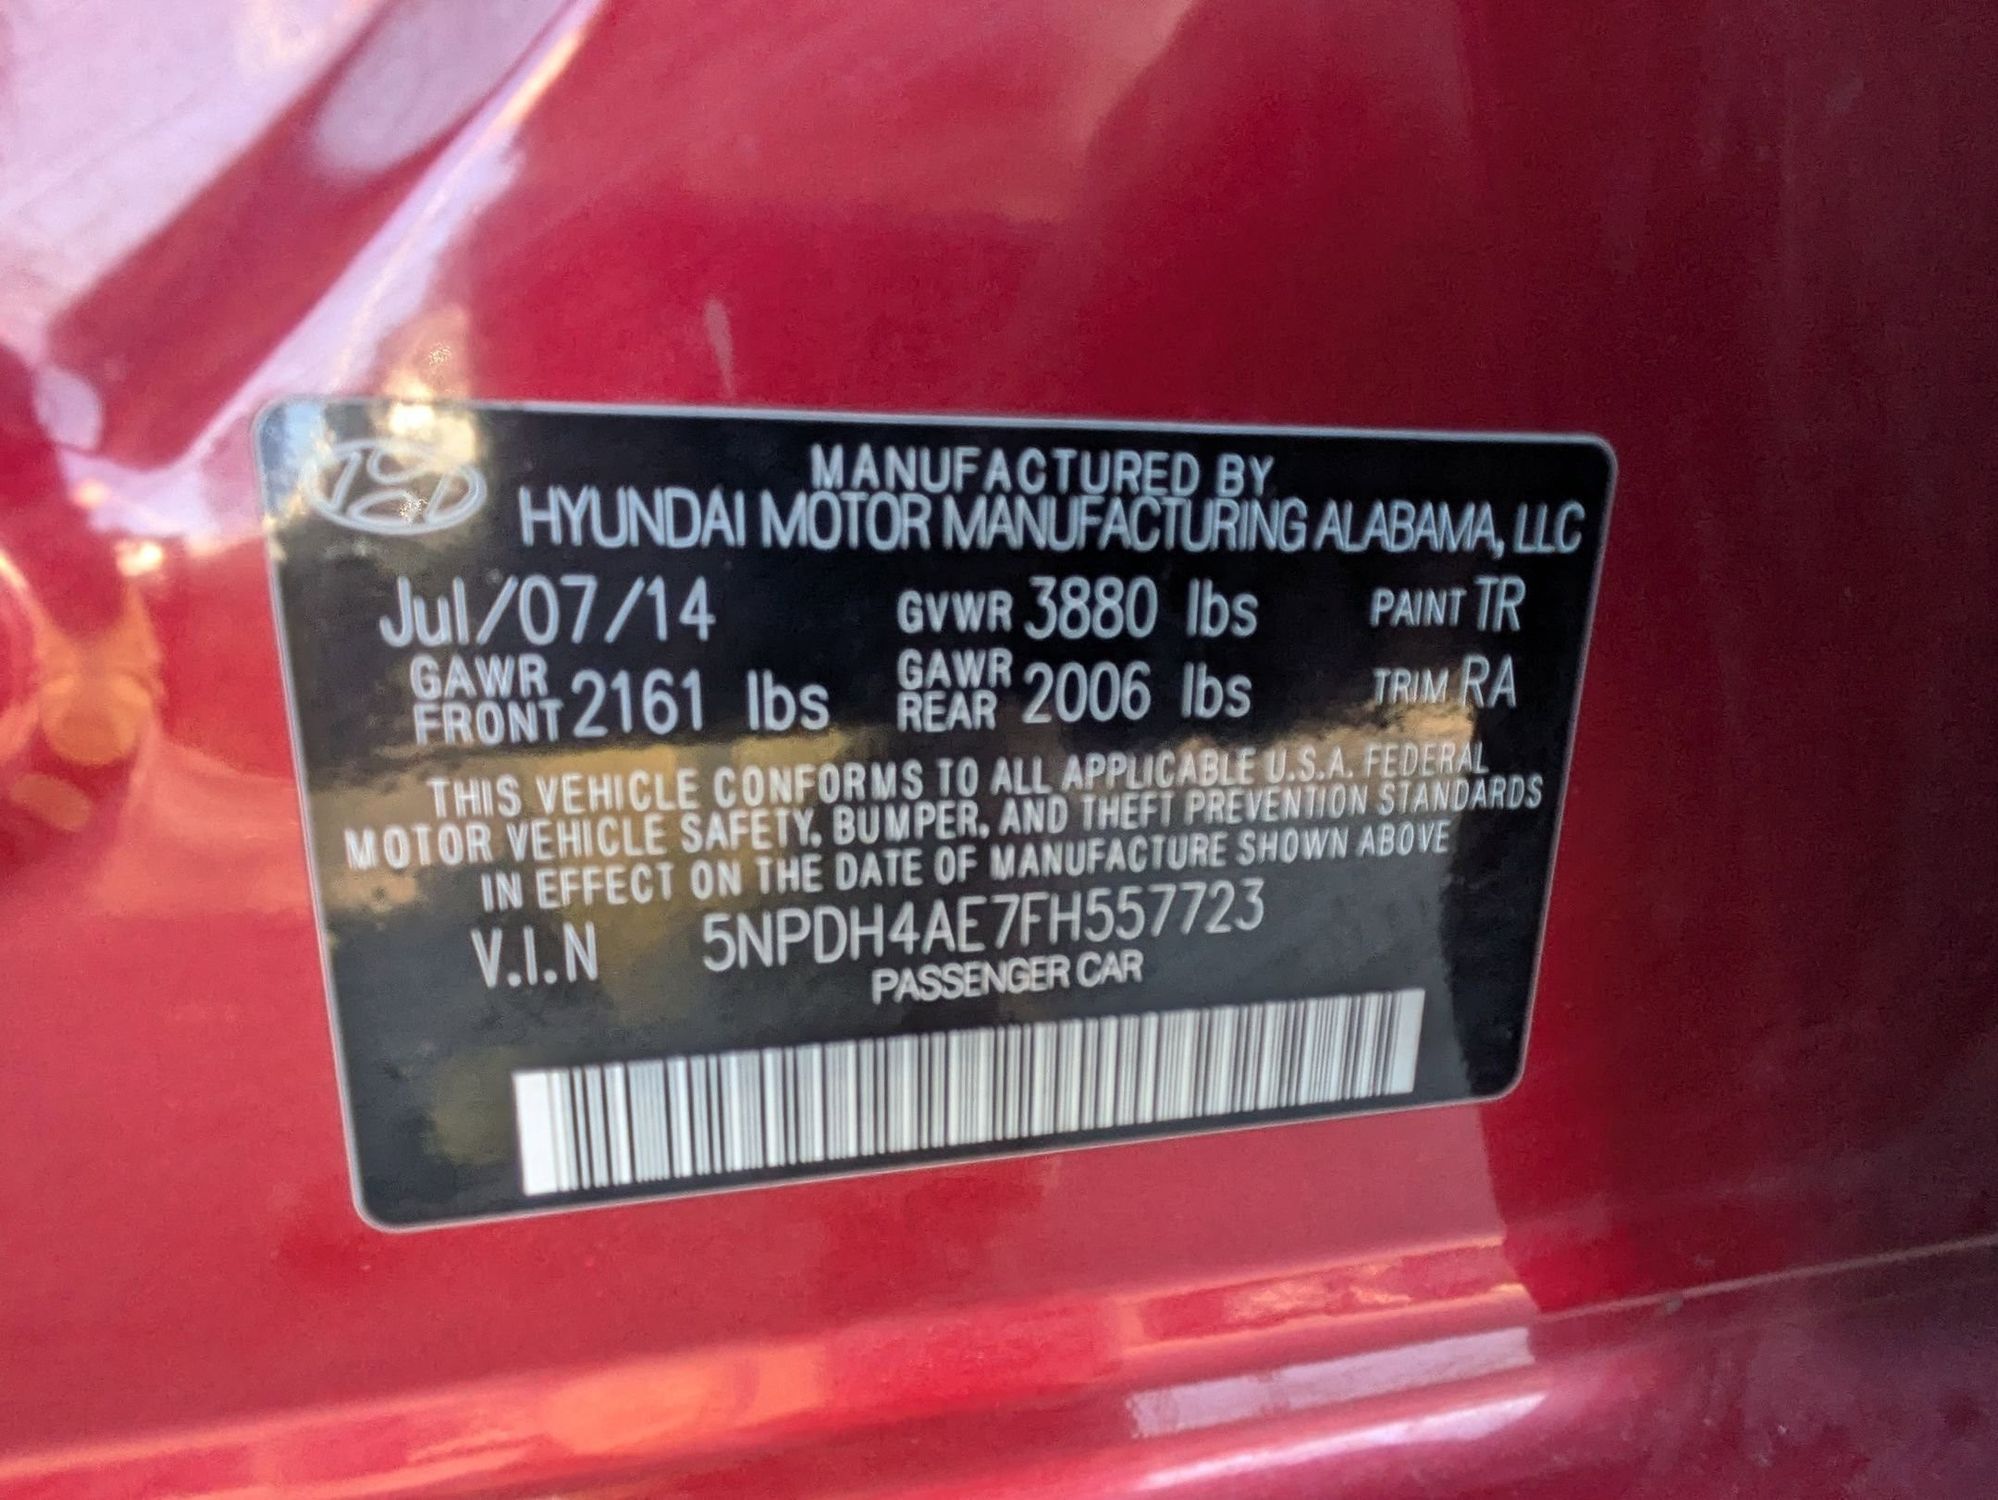 MANUFACTURED BY
HYUNDAI MOTOR MANUFACTURING ALABAMA, LLC
Jul/07/14 GVWR 3880 lbs PAINT TR
GAWR FRONT 2161 lbs GAWR REAR 2006 lbs TRIM RA
THIS VEHICLE CONFORMS TO ALL APPLICABLE U.S.A. FEDERAL
MOTOR VEHICLE SAFETY, BUMPER, AND THEFT PREVENTION STANDARDS
IN EFFECT ON THE DATE OF MANUFACTURE SHOWN ABOVE
V.I.N 5NPDH4AE7FH557723
PASSENGER CAR